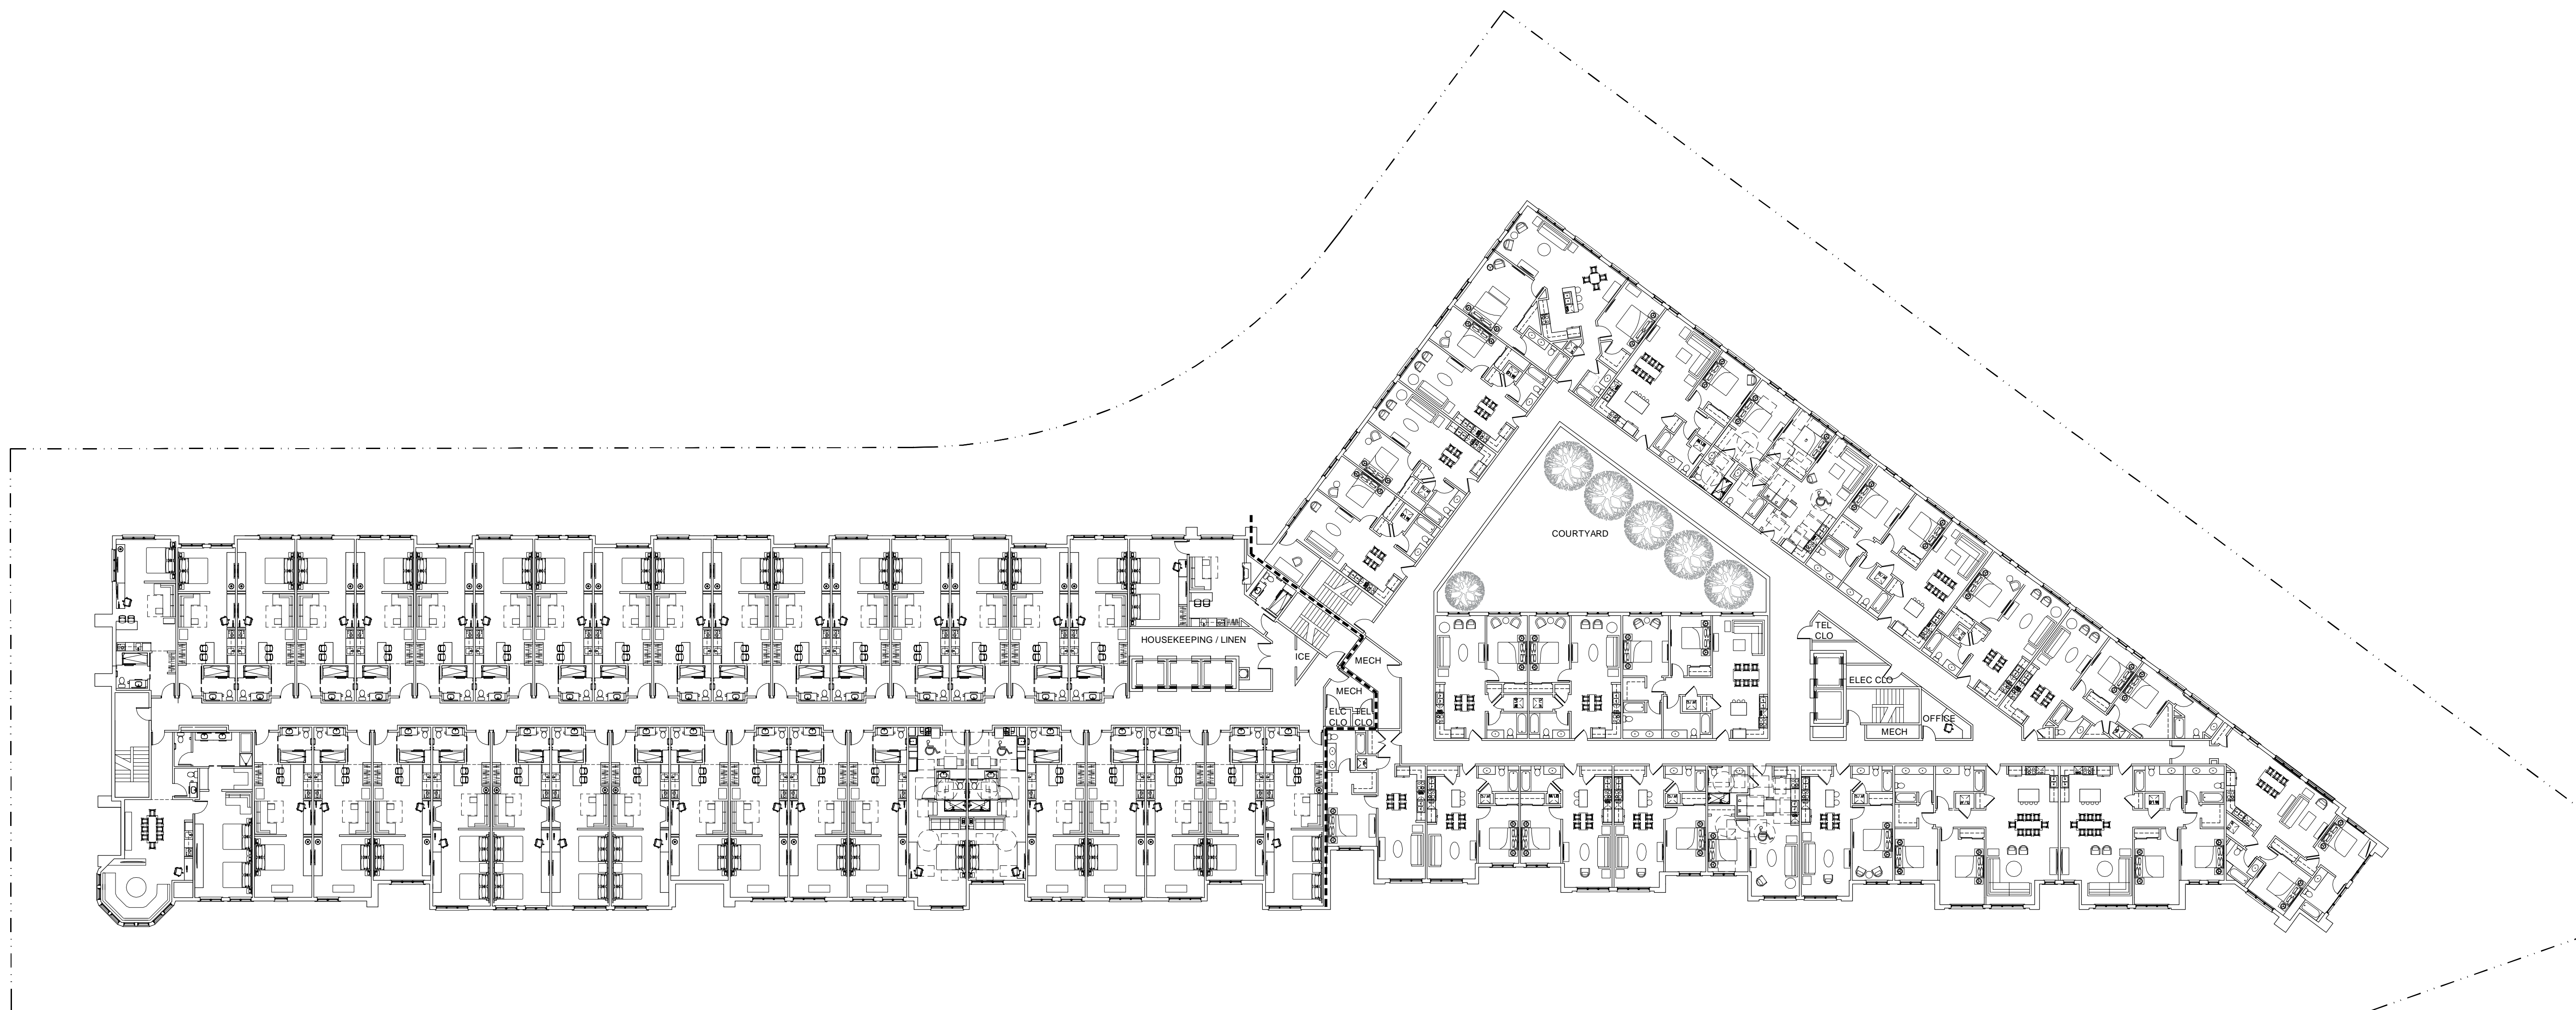 COURTYARD
HOUSEKEEPING / LINEN
ICE
MECH
MECH
ELC
CLO
TEL
CLO
TEL
CLO
ELEC CLO
OFFICE
MECH